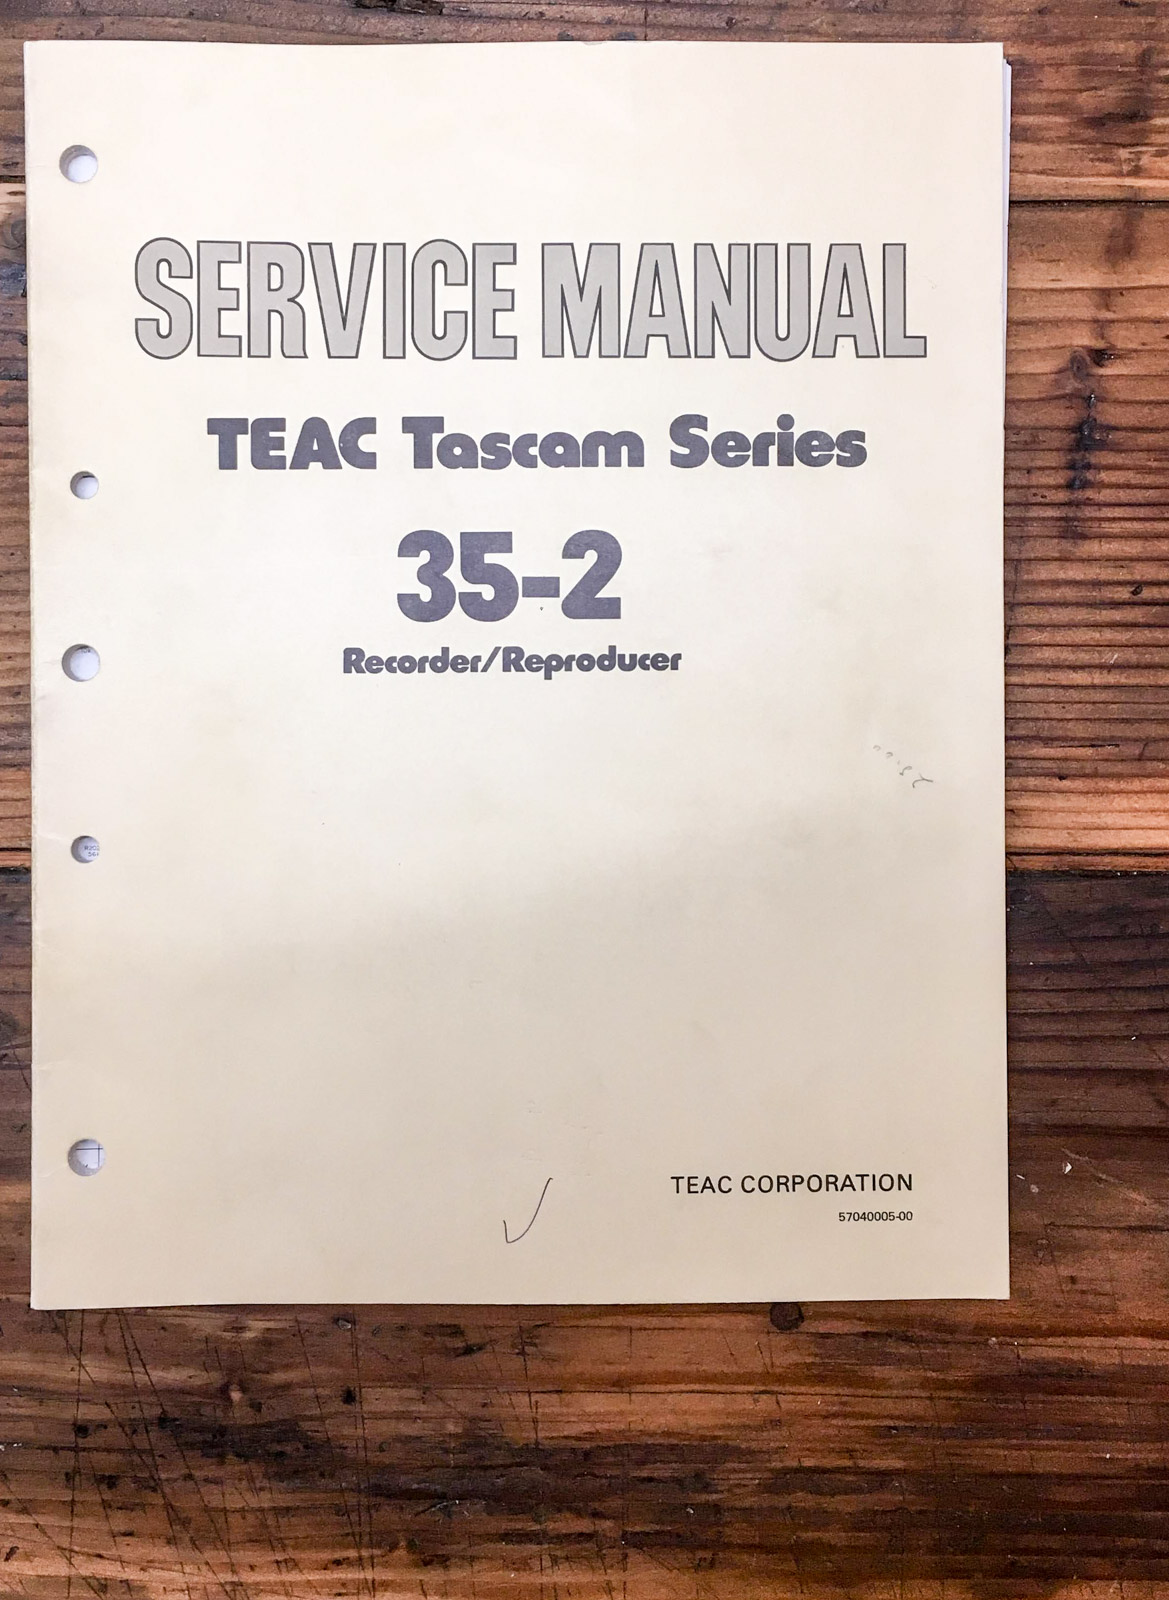 SERVICE MANUAL
TEAC Tascam Series
35-2
Recorder/Reproducer
TEAC CORPORATION
57040005-00